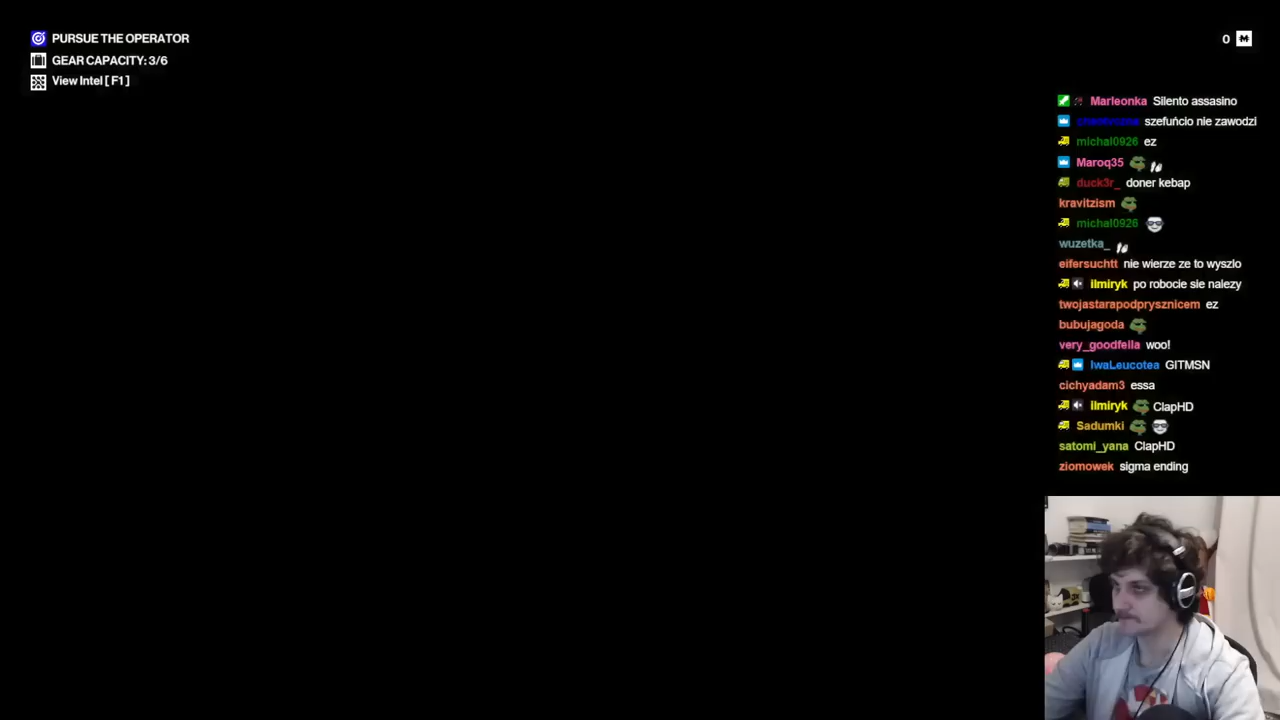 PURSUE THE OPERATOR
GEAR CAPACITY: 3/6
View Intel [ F1 ]
0
Marleonka Silento assasino
szefuńcio nie zawodzi
michal0926 ez
Maroq35
duck3r_ doner kebap
kravitzism
michal0926
wuzetka_
eifersuchtt nie wierze ze to wyszlo
ilmiryk po robocie sie nalezy
twojastarapodprysznicem ez
bubujagoda
very_goodfella woo!
IwaLeucotea GITMSN
cichyadam3 essa
ilmiryk ClapHD
Sadumki
satomi_yana ClapHD
ziomowek sigma ending